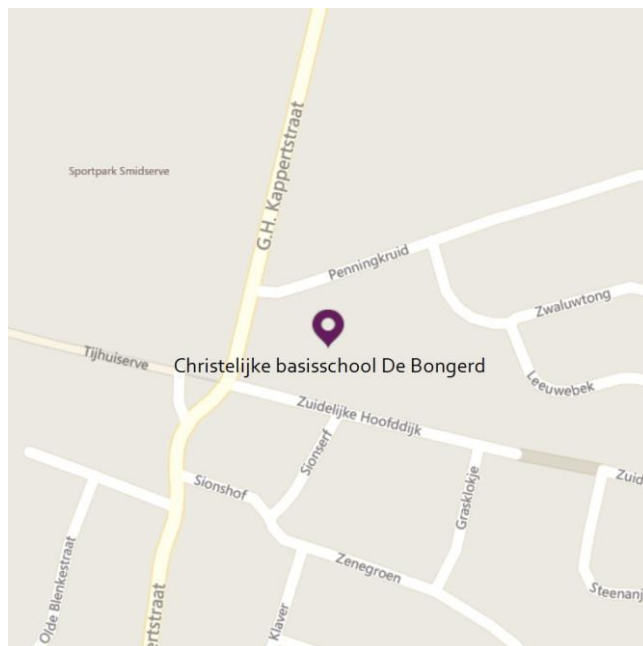 G.H. Kappertstraat
Sportpark Smidserve
Penningkruid
Zwaluwtong
Tijhuiserve
Christelijke basisschool De Bongerd
Leeuwebek
Zuidelijke Hoofddijk
Sionserf
Zuid
Sionshof
Grasklokje
Zenegroen
Olde Blenkestraat
ertstraat
Klaver
Steenanj